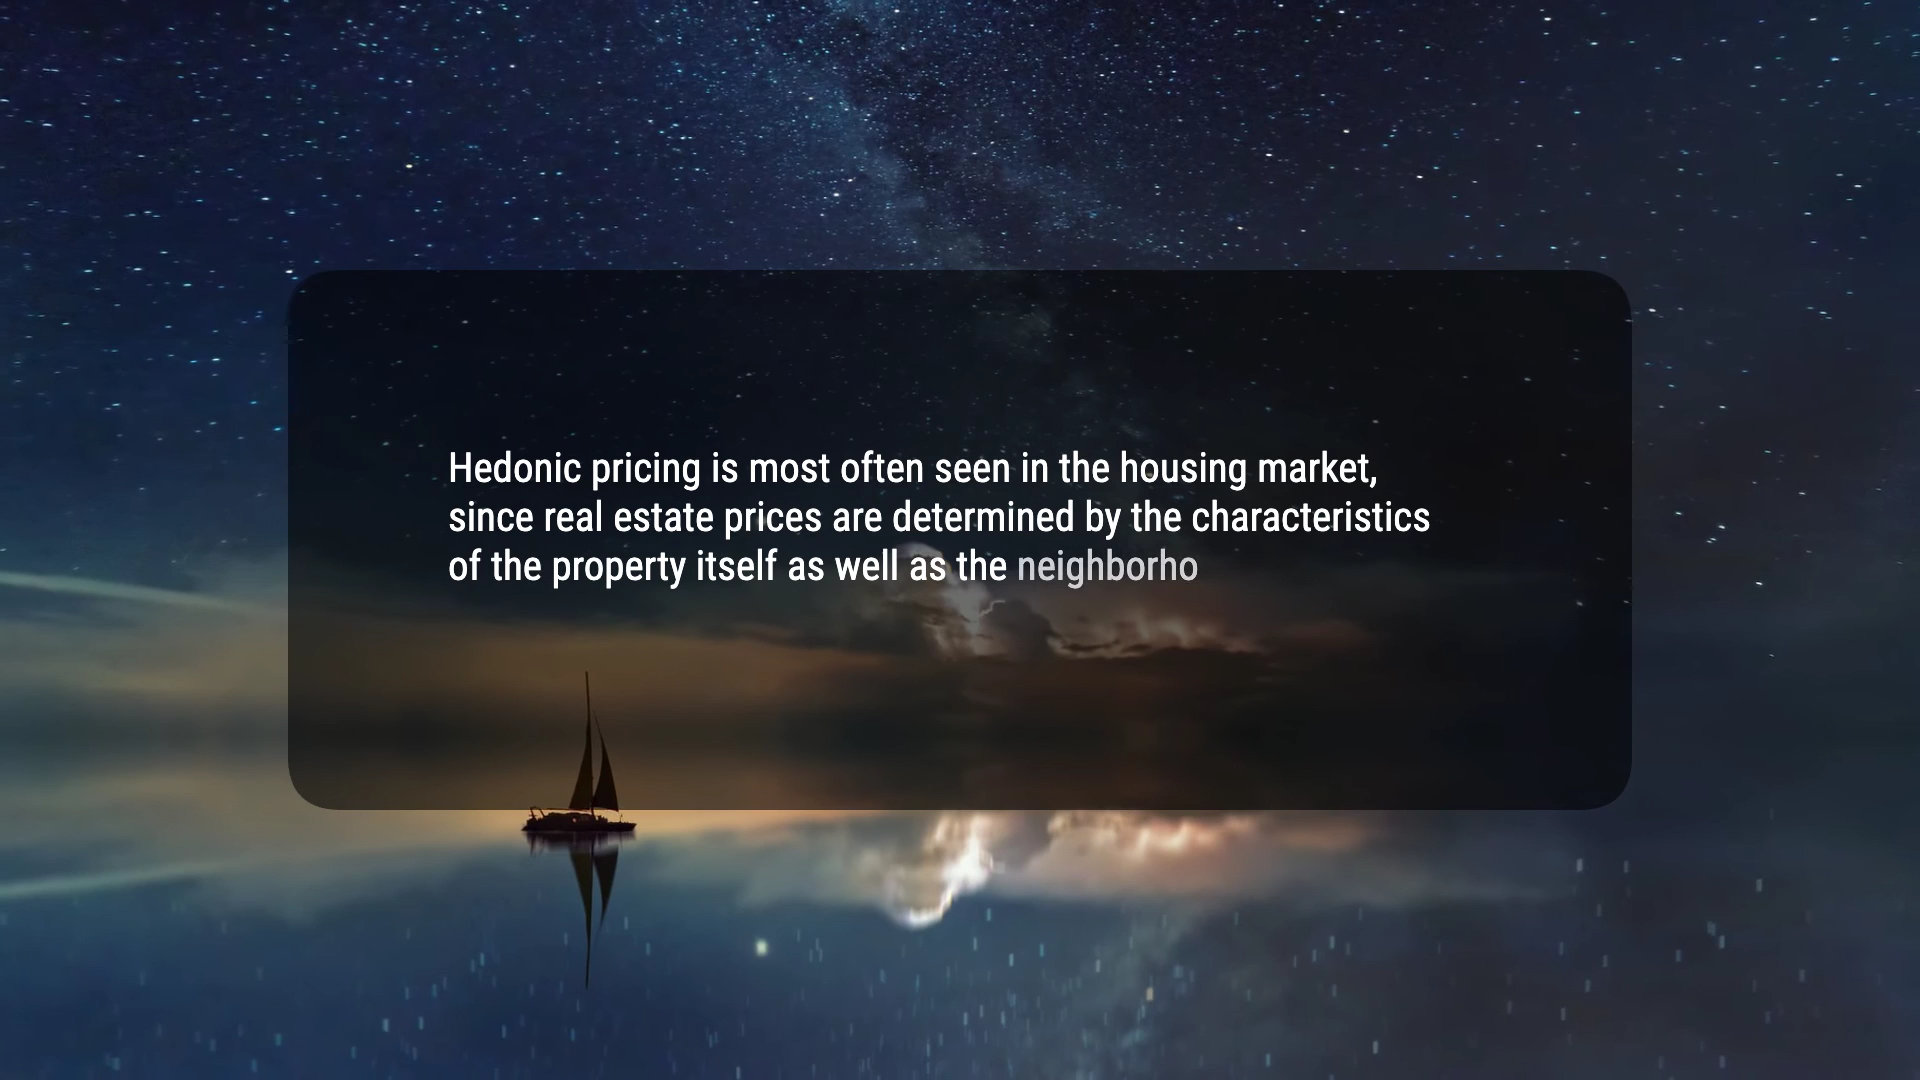 Hedonic pricing is most often seen in the housing market,
since real estate prices are determined by the characteristics
of the property itself as well as the neighborho